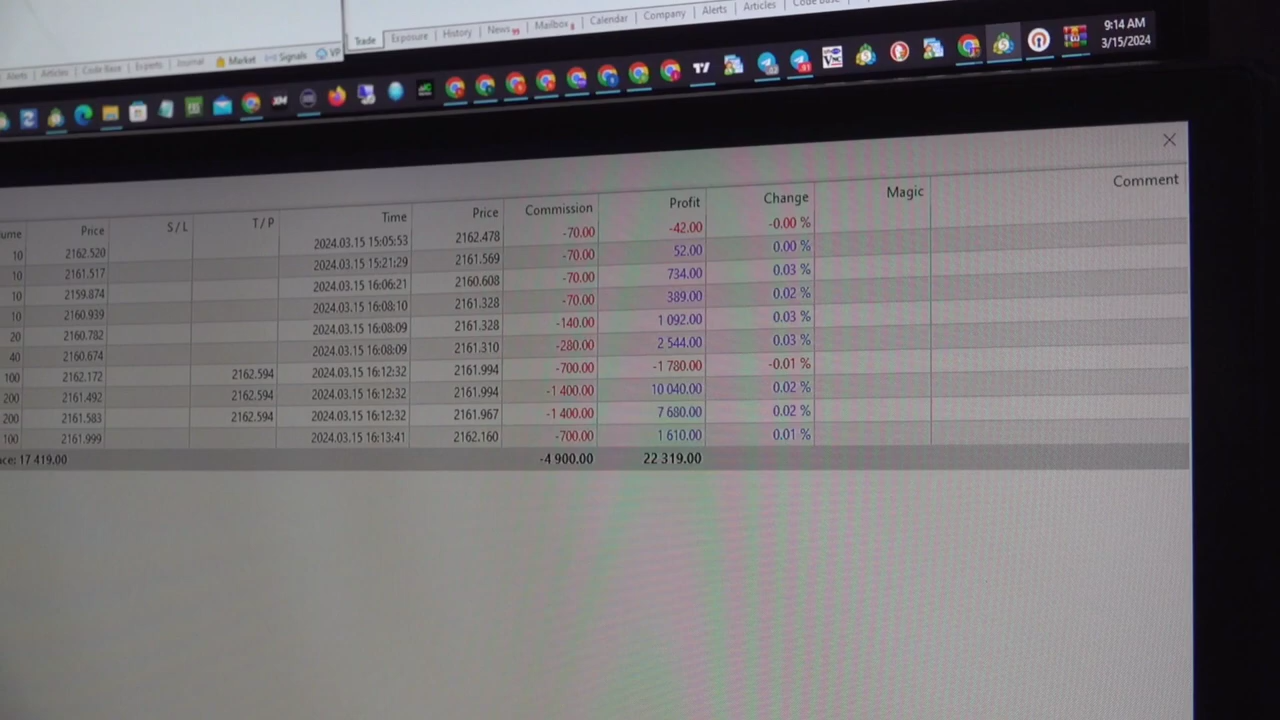 Trade Exposure History News Mailbox Calendar Company Alerts Articles Code Base
Alerts Articles Code Base Experts Journal Market Signals VP
9:14 AM
3/15/2024
Price S / L T / P Time Price Commission Profit Change Magic Comment
10 2162.520 2024.03.15 15:05:53 2162.478 -70.00 -42.00 -0.00 %
10 2161.517 2024.03.15 15:21:29 2161.569 -70.00 52.00 0.00 %
10 2159.874 2024.03.15 16:06:21 2160.608 -70.00 734.00 0.03 %
10 2160.939 2024.03.15 16:08:10 2161.328 -70.00 389.00 0.02 %
20 2160.782 2024.03.15 16:08:09 2161.328 -140.00 1 092.00 0.03 %
40 2160.674 2024.03.15 16:08:09 2161.310 -280.00 2 544.00 0.03 %
100 2162.172 2162.594 2024.03.15 16:12:32 2161.994 -700.00 -1 780.00 -0.01 %
200 2161.492 2162.594 2024.03.15 16:12:32 2161.994 -1 400.00 10 040.00 0.02 %
200 2161.583 2162.594 2024.03.15 16:12:32 2161.967 -1 400.00 7 680.00 0.02 %
100 2161.999 2024.03.15 16:13:41 2162.160 -700.00 1 610.00 0.01 %
17 419.00 -4 900.00 22 319.00